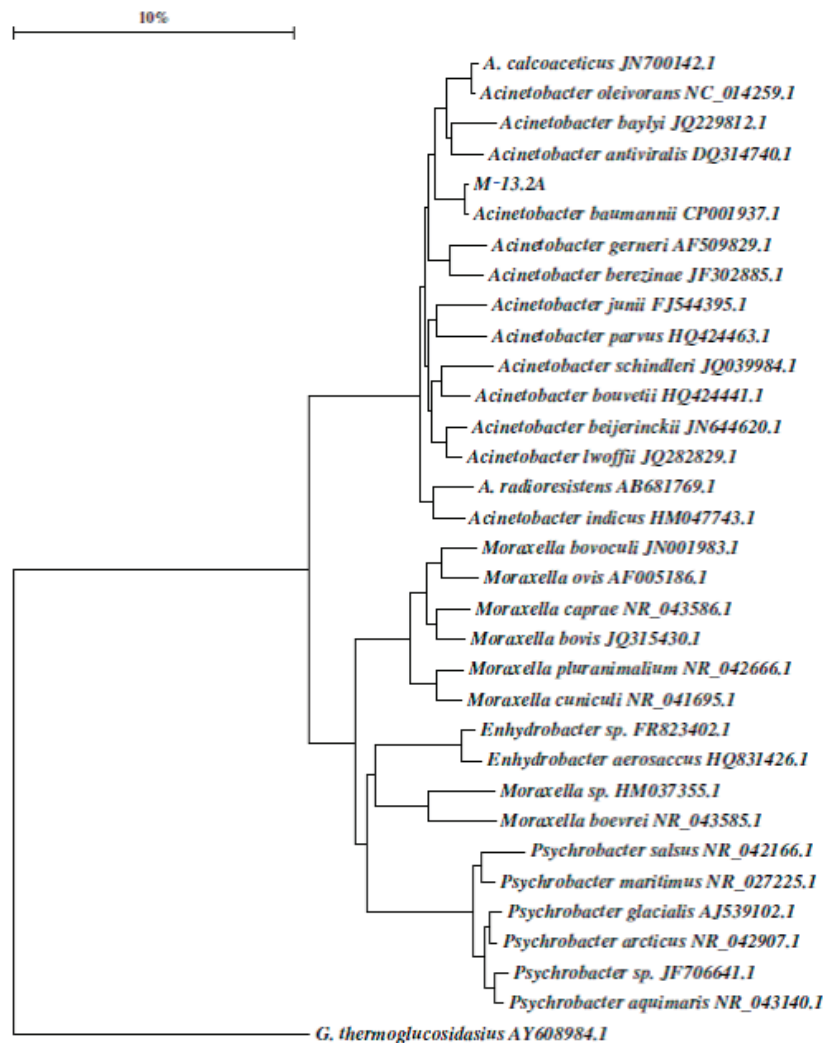 10%
A. calcoaceticus JN700142.1
Acinetobacter oleivorans NC_014259.1
Acinetobacter baylyi JQ229812.1
Acinetobacter antiviralis DQ314740.1
M-13.2A
Acinetobacter baumannii CP001937.1
Acinetobacter gerneri AF509829.1
Acinetobacter berezinae JF302885.1
Acinetobacter junii FJ544395.1
Acinetobacter parvus HQ424463.1
Acinetobacter schindleri JQ039984.1
Acinetobacter bouvetii HQ424441.1
Acinetobacter beijerinckii JN644620.1
Acinetobacter lwoffii JQ282829.1
A. radioresistens AB681769.1
Acinetobacter indicus HM047743.1
Moraxella bovoculi JN001983.1
Moraxella ovis AF005186.1
Moraxella caprae NR_043586.1
Moraxella bovis JQ315430.1
Moraxella pluranimalium NR_042666.1
Moraxella cuniculi NR_041695.1
Enhydrobacter sp. FR823402.1
Enhydrobacter aerosaccus HQ831426.1
Moraxella sp. HM037355.1
Moraxella boevrei NR_043585.1
Psychrobacter salsus NR_042166.1
Psychrobacter maritimus NR_027225.1
Psychrobacter glacialis AJ539102.1
Psychrobacter arcticus NR_042907.1
Psychrobacter sp. JF706641.1
Psychrobacter aquimaris NR_043140.1
G. thermoglucosidasius AY608984.1